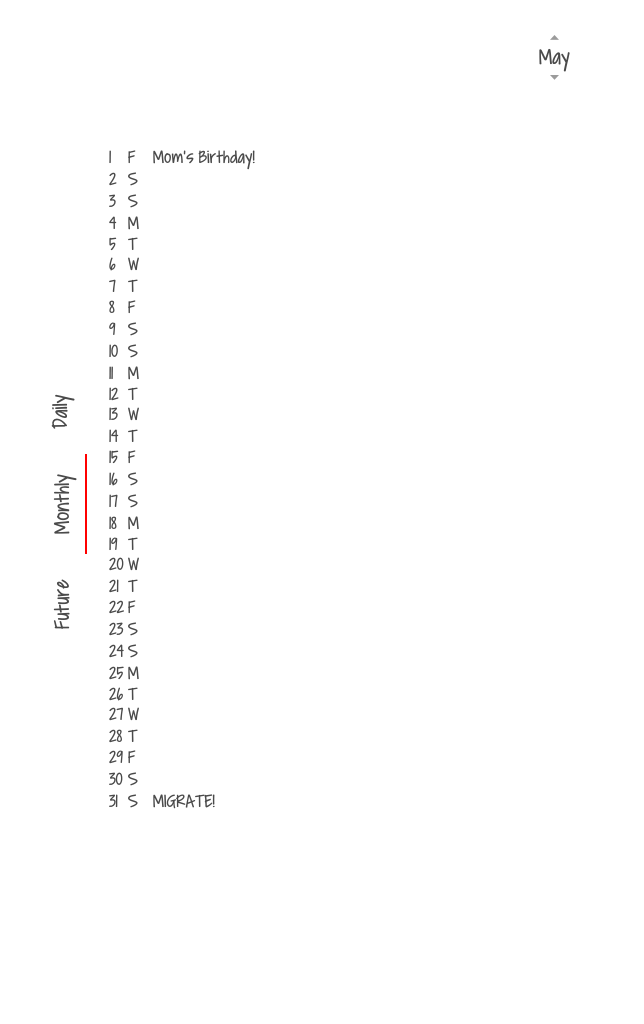 May
1 F Mom's Birthday!
2 S
3 S
4 M
5 T
6 W
7 T
8 F
9 S
10 S
11 M
12 T
13 W
14 T
15 F
16 S
17 S
18 M
19 T
20 W
21 T
22 F
23 S
24 S
25 M
26 T
27 W
28 T
29 F
30 S
31 S MIGRATE!
Daily
Monthly
Future